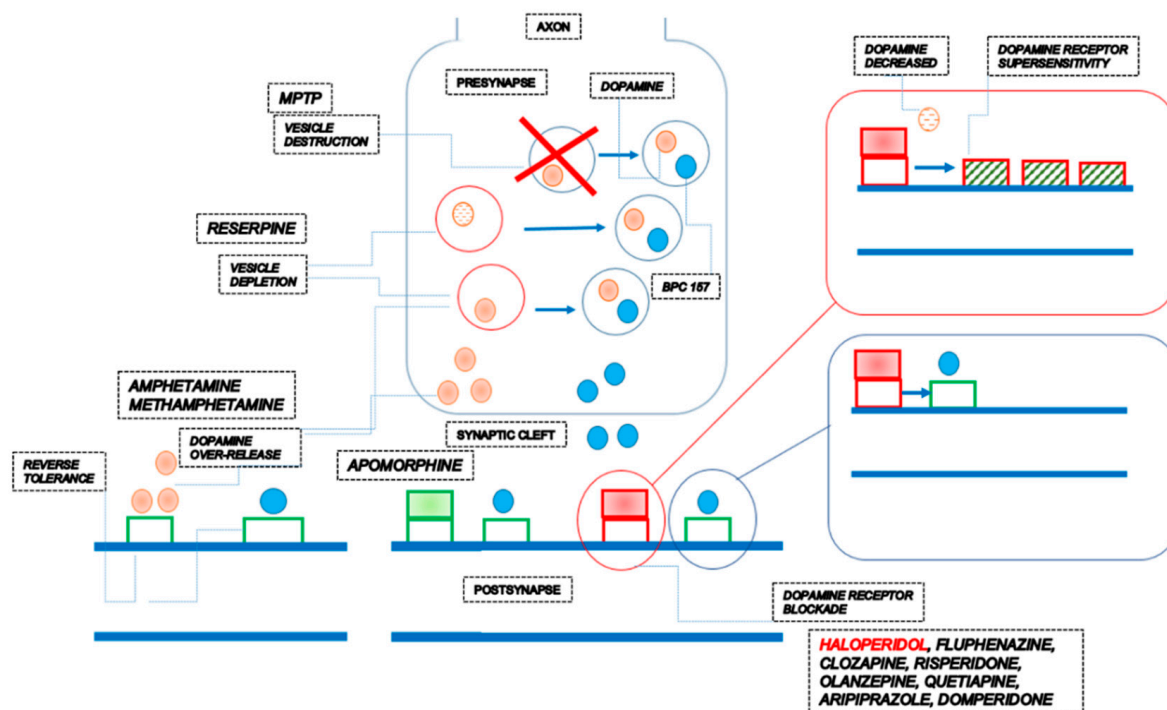 AXON
PRESYNAPSE
DOPAMINE
MPTP
VESICLE
DESTRUCTION
RESERPINE
VESICLE
DEPLETION
BPC 157
AMPHETAMINE
METHAMPHETAMINE
DOPAMINE
OVER-RELEASE
REVERSE
TOLERANCE
SYNAPTIC CLEFT
APOMORPHINE
POSTSYNAPSE
DOPAMINE
DECREASED
DOPAMINE RECEPTOR
SUPERSENSITIVITY
DOPAMINE RECEPTOR
BLOCKADE
HALOPERIDOL, FLUPHENAZINE,
CLOZAPINE, RISPERIDONE,
OLANZEPINE, QUETIAPINE,
ARIPIPRAZOLE, DOMPERIDONE